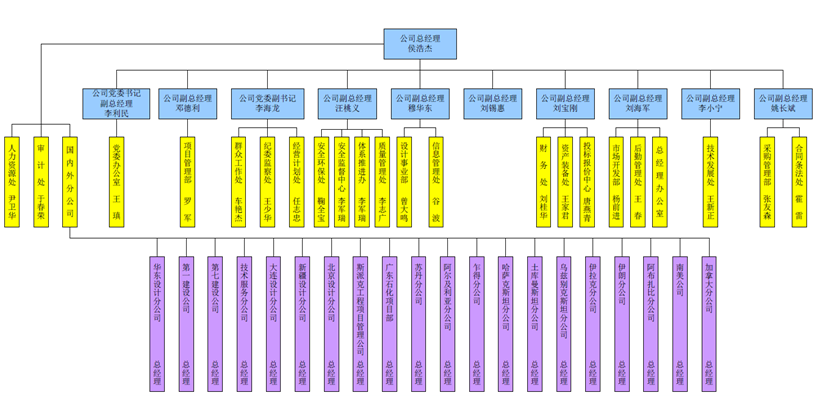 公司总经理
侯浩杰
公司党委书记
副总经理
李利民
公司副总经理
邓德利
公司党委副书记
李海龙
公司副总经理
汪桃义
公司副总经理
穆华东
公司副总经理
刘锡惠
公司副总经理
刘宝刚
公司副总经理
刘海军
公司副总经理
李小宁
公司副总经理
姚长斌
人力资源处 尹卫华
审计处 于春荣
国内外分公司
党委办公室 王瑱
项目管理部 罗军
群众工作处 车艳杰
纪委监察处 王少华
经营计划处 任志忠
安全环保处 鞠全宝
安全监督中心 李军瑞
体系推进办 李军瑞
质量管理处 李志广
设计事业部 曾大鸣
信息管理处 谷波
财务处 刘桂华
资产装备处 王家君
投标报价中心 唐燕青
市场开发部 杨前进
后勤管理处 王春
总经理办公室
技术发展处 王新正
采购管理部 张友森
合同条法处 霍雷
华东设计分公司 总经理
第一建设公司 总经理
第七建设公司 总经理
技术服务分公司 总经理
大连设计分公司 总经理
新疆设计分公司 总经理
北京设计分公司 总经理
斯派克工程项目管理公司 总经理
广东石化项目部 总经理
苏丹分公司 总经理
阿尔及利亚分公司 总经理
乍得分公司 总经理
哈萨克斯坦分公司 总经理
土库曼斯坦分公司 总经理
乌兹别克斯坦分公司 总经理
伊拉克分公司 总经理
伊朗分公司 总经理
阿布扎比分公司 总经理
南美公司 总经理
加拿大分公司 总经理